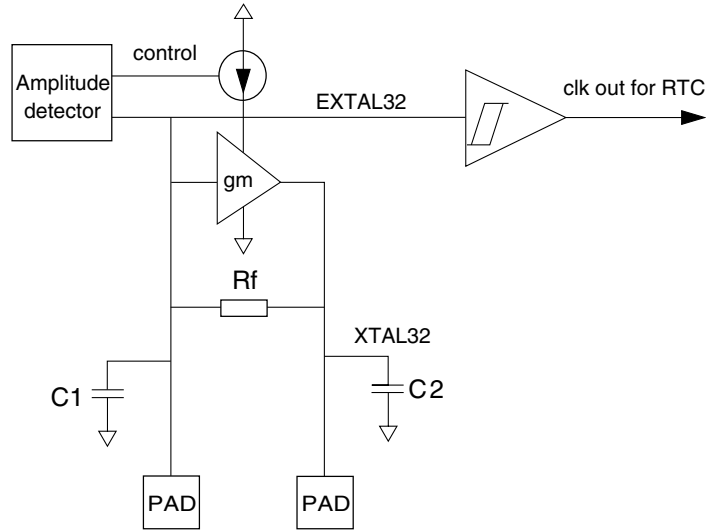 control
Amplitude
detector
EXTAL32
clk out for RTC
gm
Rf
XTAL32
C1
C2
PAD
PAD